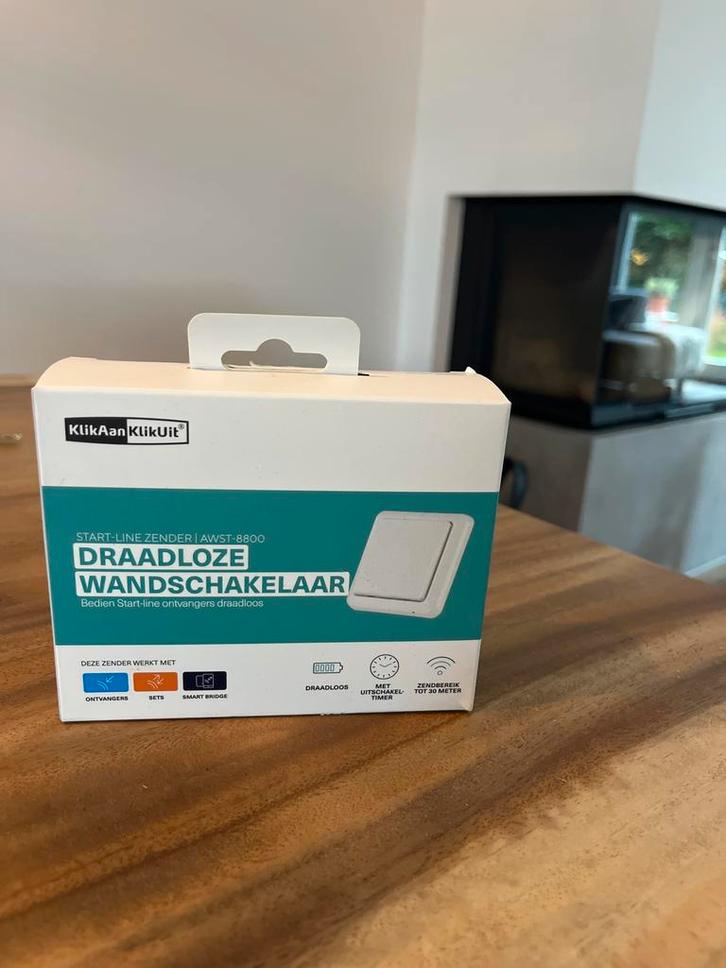 KlikAanKlikUit®
START-LINE ZENDER | AWST-8800
DRAADLOZE
WANDSCHAKELAAR
Bedien Start-line ontvangers draadloos
DEZE ZENDER WERKT MET
ONTVANGERS
SETS
SMART BRIDGE
DRAADLOOS
MET
UITSCHAKEL-
TIMER
ZENDBEREIK
TOT 30 METER